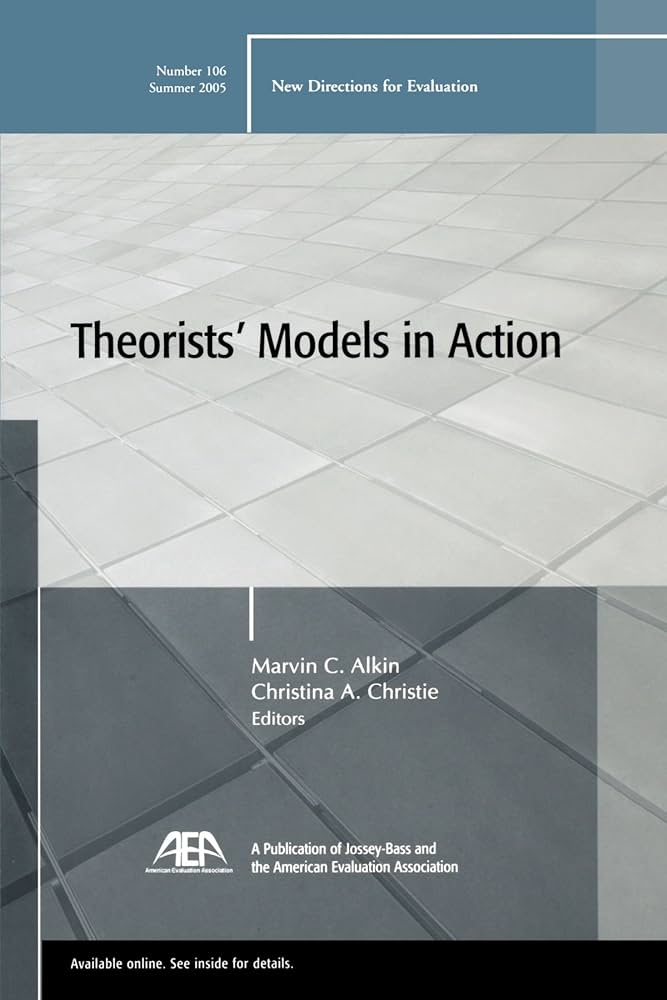 Number 106
Summer 2005
New Directions for Evaluation
Theorists’ Models in Action
Marvin C. Alkin
Christina A. Christie
Editors
AEA
American Evaluation Association
A Publication of Jossey-Bass and
the American Evaluation Association
Available online. See inside for details.